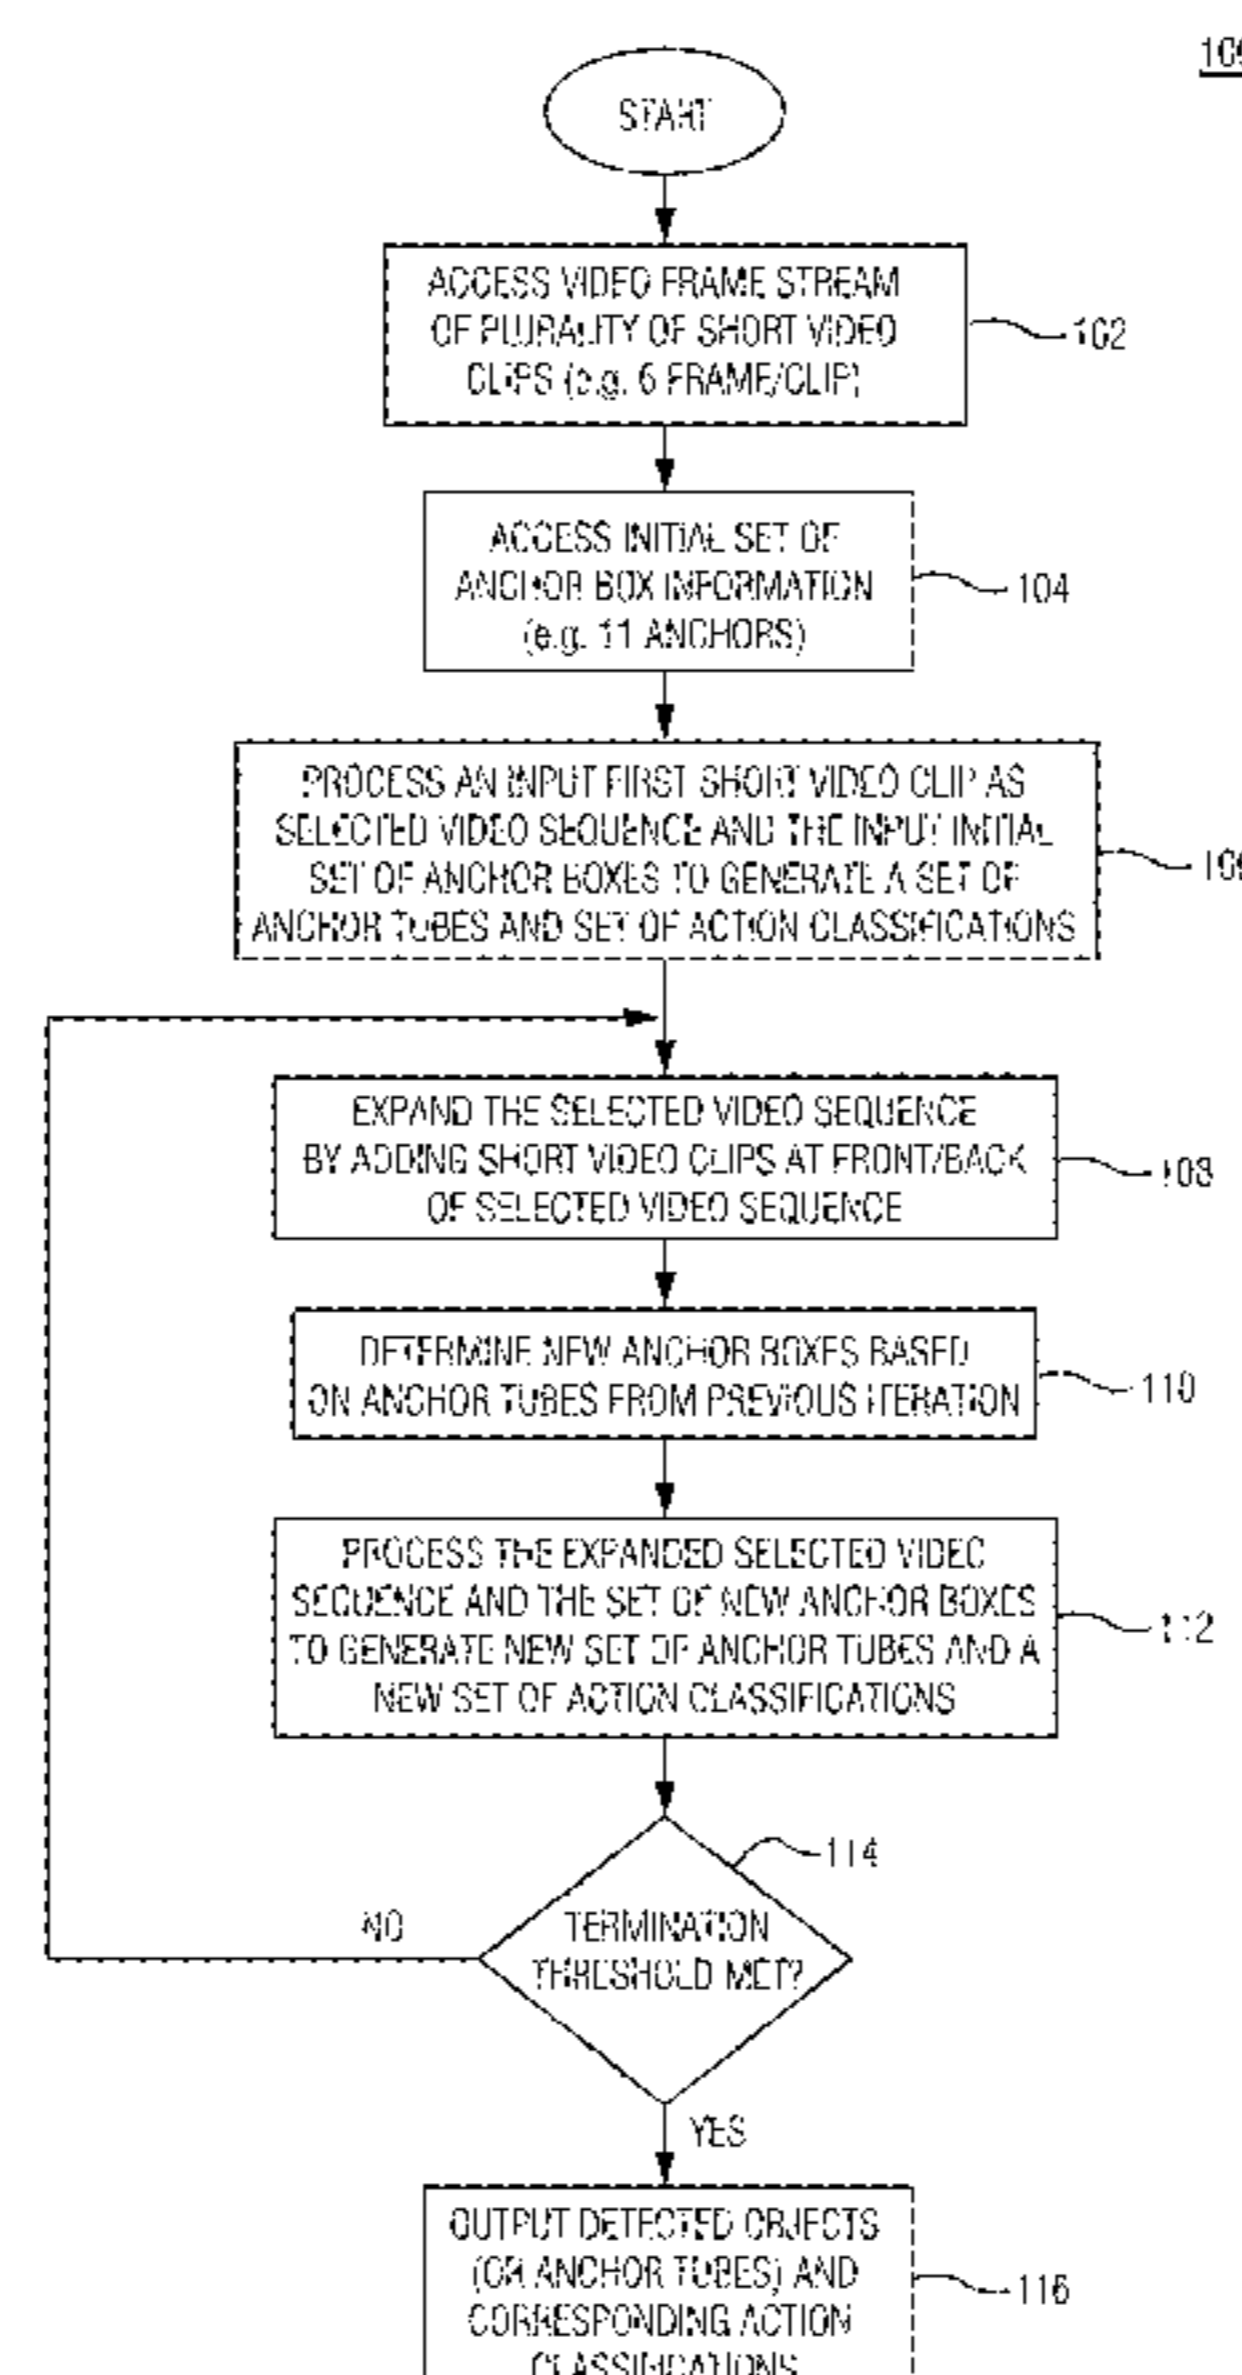 START
ACCESS VIDEO FRAME STREAM
OF PLURALITY OF SHORT VIDEO
CLIPS (e.g. 6 FRAME/CLIP)
102
ACCESS INITIAL SET OF
ANCHOR BOX INFORMATION
(e.g. 11 ANCHORS)
104
PROCESS AN INPUT FIRST SHORT VIDEO CLIP AS
SELECTED VIDEO SEQUENCE AND THE INPUT INITIAL
SET OF ANCHOR BOXES TO GENERATE A SET OF
ANCHOR TUBES AND SET OF ACTION CLASSIFICATIONS
EXPAND THE SELECTED VIDEO SEQUENCE
BY ADDING SHORT VIDEO CLIPS AT FRONT/BACK
OF SELECTED VIDEO SEQUENCE
108
DETERMINE NEW ANCHOR BOXES BASED
ON ANCHOR TUBES FROM PREVIOUS ITERATION
110
PROCESS THE EXPANDED SELECTED VIDEO
SEQUENCE AND THE SET OF NEW ANCHOR BOXES
TO GENERATE NEW SET OF ANCHOR TUBES AND A
NEW SET OF ACTION CLASSIFICATIONS
112
114
NO
TERMINATION
THRESHOLD MET?
YES
OUTPUT DETECTED OBJECTS
(OR ANCHOR TUBES) AND
CORRESPONDING ACTION
CLASSIFICATIONS
116